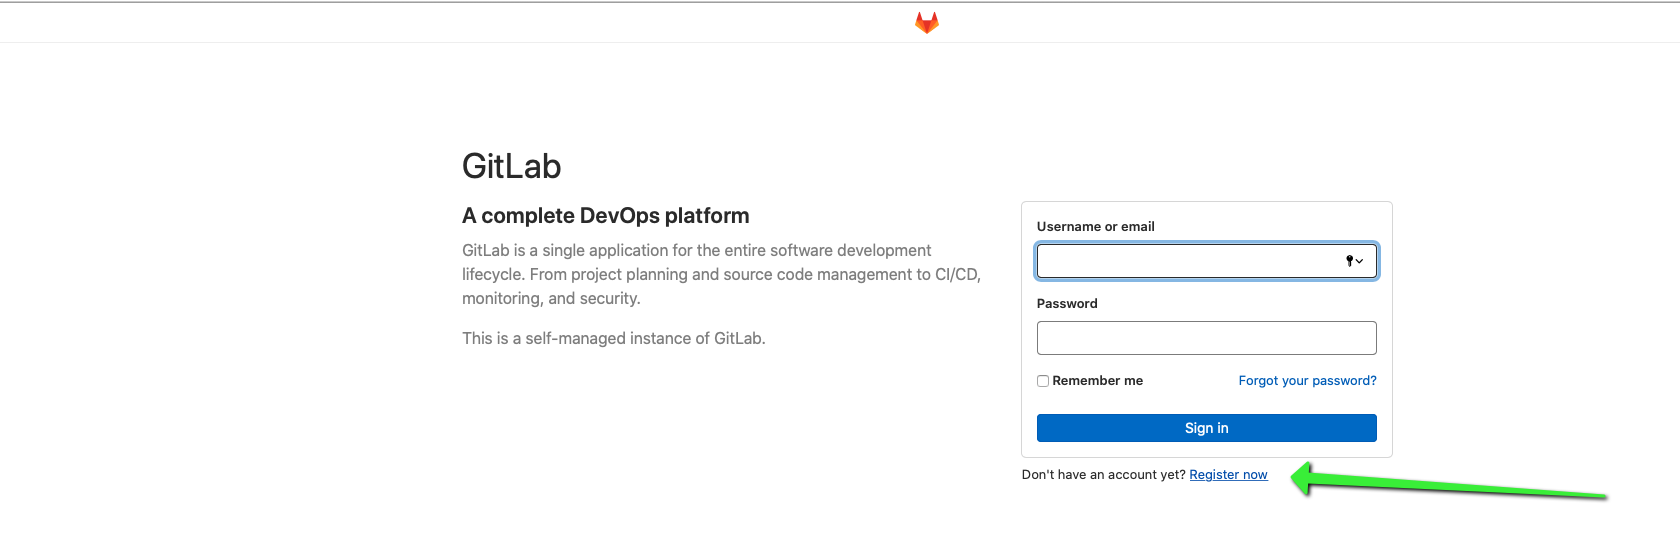 GitLab
A complete DevOps platform
GitLab is a single application for the entire software development
lifecycle. From project planning and source code management to CI/CD,
monitoring, and security.
This is a self-managed instance of GitLab.
Username or email
Password
Remember me
Forgot your password?
Sign in
Don't have an account yet? Register now